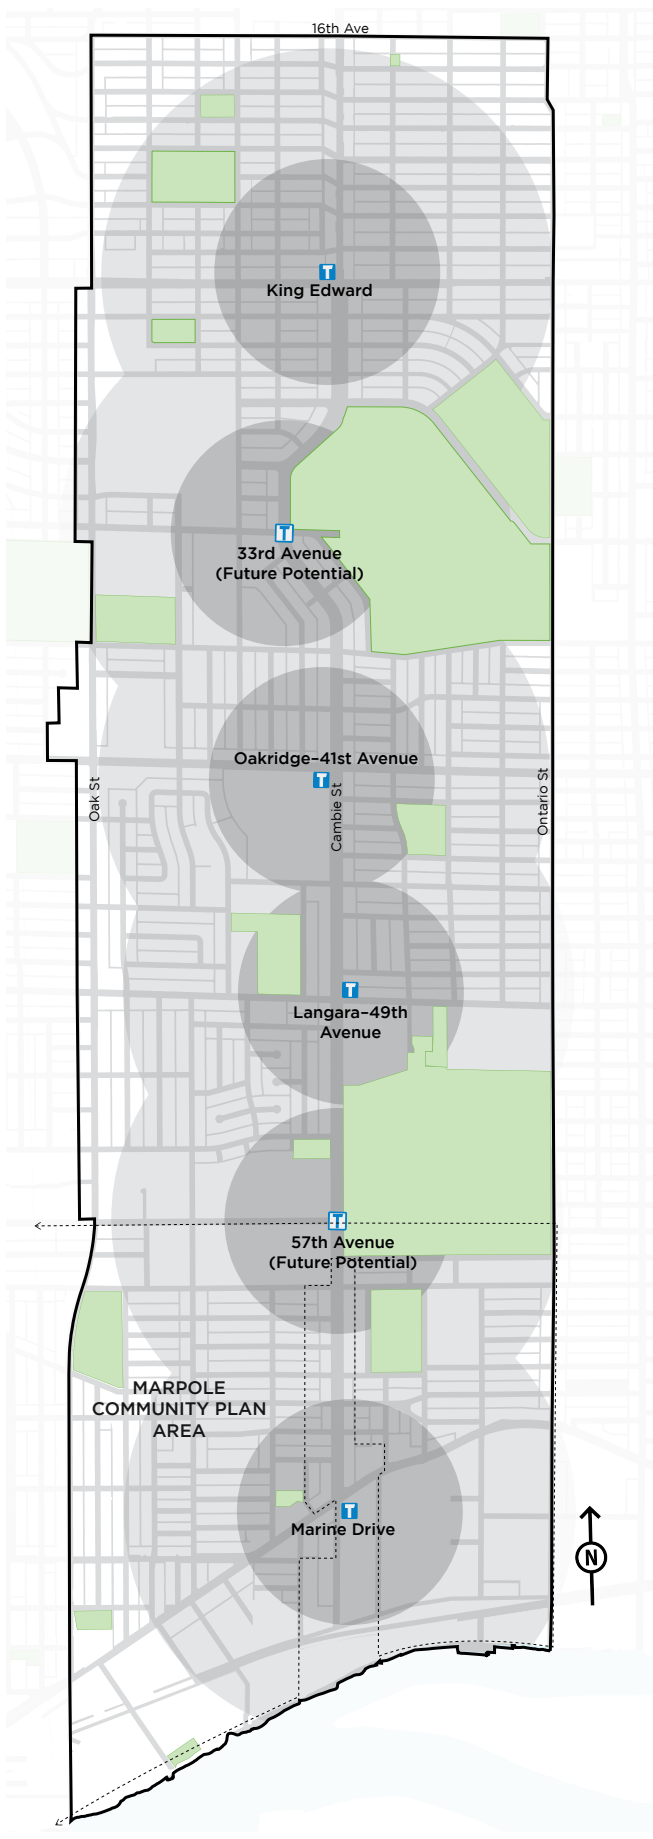 16th Ave
T
King Edward
T
33rd Avenue
(Future Potential)
Oakridge–41st Avenue
T
Oak St
Cambie St
Ontario St
T
Langara–49th
Avenue
T
57th Avenue
(Future Potential)
MARPOLE
COMMUNITY PLAN
AREA
T
Marine Drive
N